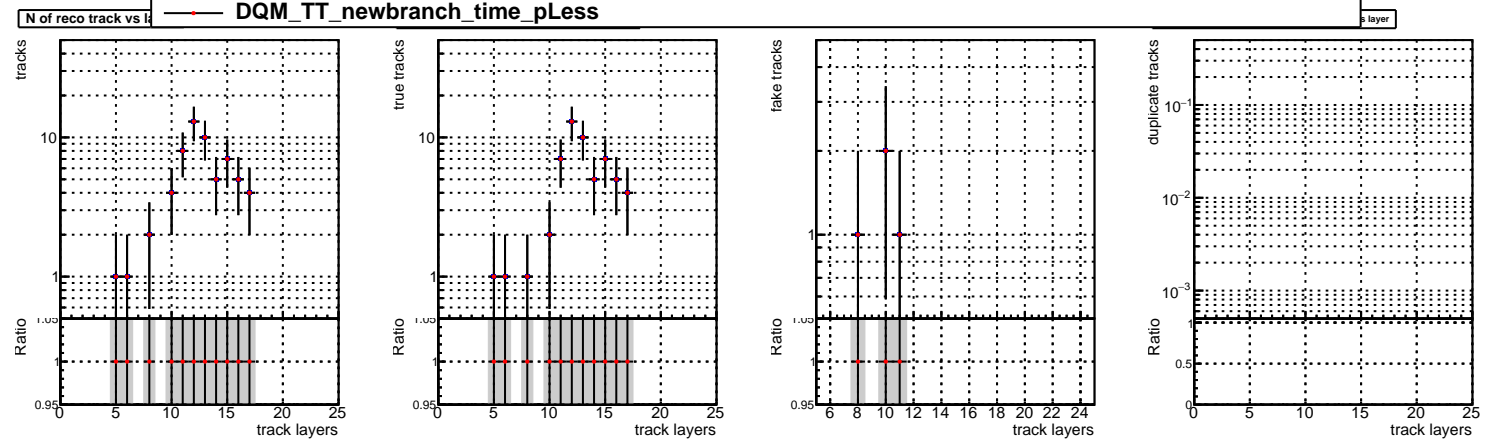 DQM_TT_newbranch_time_pLess
N of reco track vs la
s layer
tracks
10
1
Ratio
1.05
1
0.95
0 5 10 15 20 25
track layers
true tracks
10
1
Ratio
1.05
1
0.95
0 5 10 15 20 25
track layers
fake tracks
1
Ratio
1.05
1
0.95
6 8 10 12 14 16 18 20 22 24
track layers
duplicate tracks
10⁻¹
10⁻²
10⁻³
Ratio
1
0.5
0
0 5 10 15 20 25
track layers